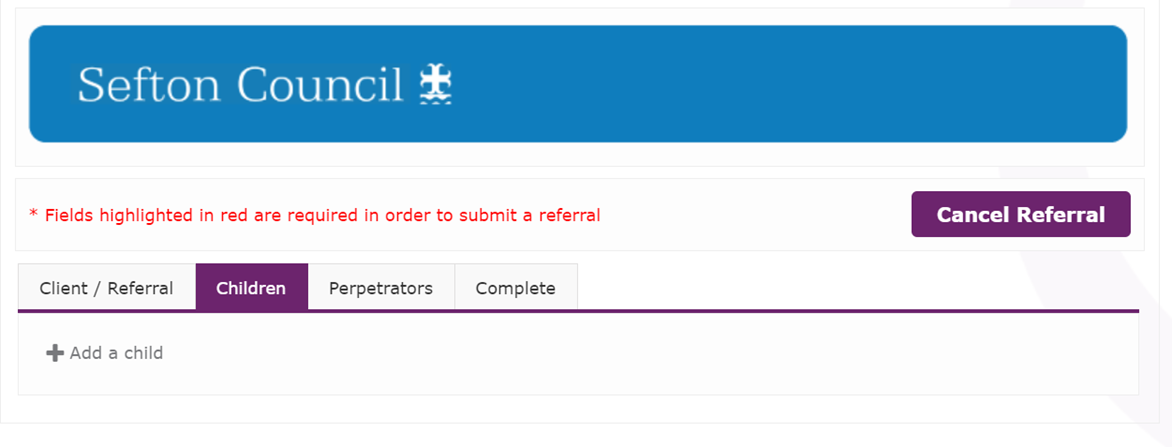 Sefton Council
* Fields highlighted in red are required in order to submit a referral
Cancel Referral
Client / Referral
Children
Perpetrators
Complete
Add a child